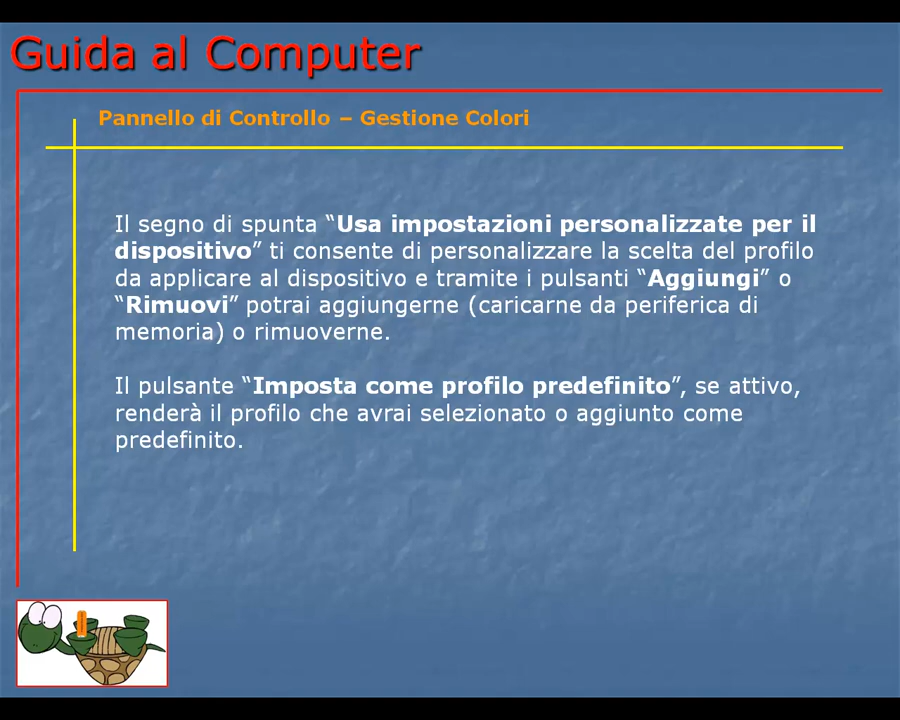 Guida al Computer
Pannello di Controllo – Gestione Colori
Il segno di spunta “Usa impostazioni personalizzate per il
dispositivo” ti consente di personalizzare la scelta del profilo
da applicare al dispositivo e tramite i pulsanti “Aggiungi” o
“Rimuovi” potrai aggiungerne (caricarne da periferica di
memoria) o rimuoverne.
Il pulsante “Imposta come profilo predefinito”, se attivo,
renderà il profilo che avrai selezionato o aggiunto come
predefinito.